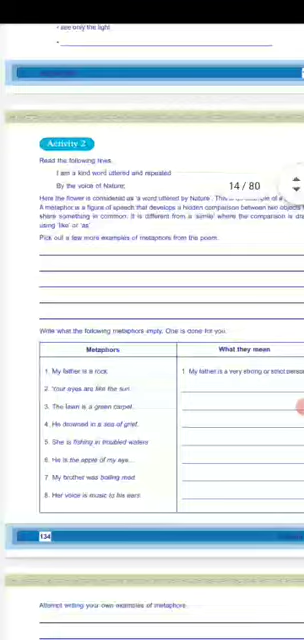 • see only the light
•
Activity 2
Read the following lines.
I am a kind word uttered and repeated
By the voice of Nature;
14 / 80
Here the flower is considered as 'a word uttered by Nature'. This
A metaphor is a figure of speech that develops a hidden comparison between two objects
share something in common. It is different from a 'simile' where the comparison is
using 'like' or 'as'.
Pick out a few more examples of metaphors from the poem.
Write what the following metaphors imply. One is done for you.
Metaphors
What they mean
1. My father is a rock.
1 My father is a very strong or strict person
2. Your eyes are like the sun.
3. The lawn is a green carpet.
4. He drowned in a sea of grief.
5. She is fishing in troubled waters
6. He is the apple of my eye.
7. My brother was boiling mad
8. Her voice is music to his ears
134
Attempt writing your own examples of metaphors.